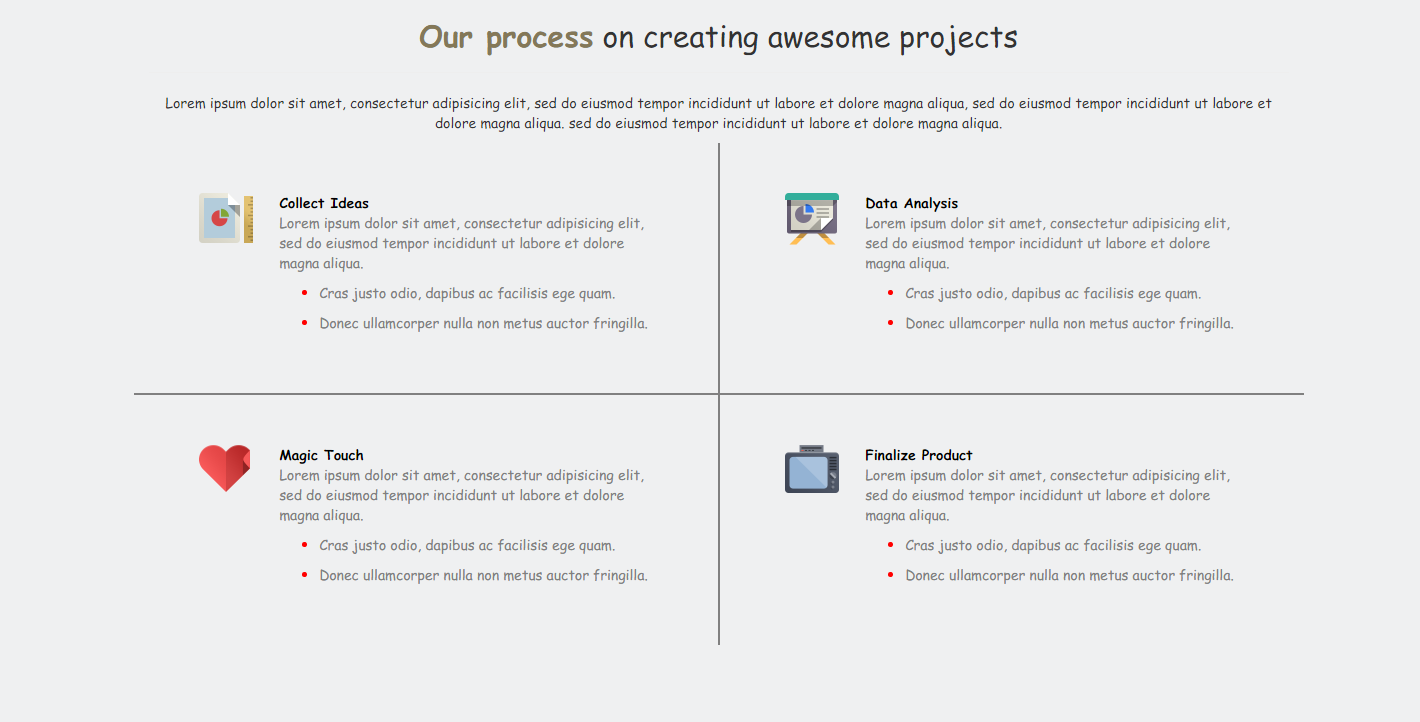 Our process on creating awesome projects
Lorem ipsum dolor sit amet, consectetur adipisicing elit, sed do eiusmod tempor incididunt ut labore et dolore magna aliqua, sed do eiusmod tempor incididunt ut labore et
dolore magna aliqua. sed do eiusmod tempor incididunt ut labore et dolore magna aliqua.
Collect Ideas
Lorem ipsum dolor sit amet, consectetur adipisicing elit,
sed do eiusmod tempor incididunt ut labore et dolore
magna aliqua.
• Cras justo odio, dapibus ac facilisis ege quam.
• Donec ullamcorper nulla non metus auctor fringilla.
Data Analysis
Lorem ipsum dolor sit amet, consectetur adipisicing elit,
sed do eiusmod tempor incididunt ut labore et dolore
magna aliqua.
• Cras justo odio, dapibus ac facilisis ege quam.
• Donec ullamcorper nulla non metus auctor fringilla.
Magic Touch
Lorem ipsum dolor sit amet, consectetur adipisicing elit,
sed do eiusmod tempor incididunt ut labore et dolore
magna aliqua.
• Cras justo odio, dapibus ac facilisis ege quam.
• Donec ullamcorper nulla non metus auctor fringilla.
Finalize Product
Lorem ipsum dolor sit amet, consectetur adipisicing elit,
sed do eiusmod tempor incididunt ut labore et dolore
magna aliqua.
• Cras justo odio, dapibus ac facilisis ege quam.
• Donec ullamcorper nulla non metus auctor fringilla.